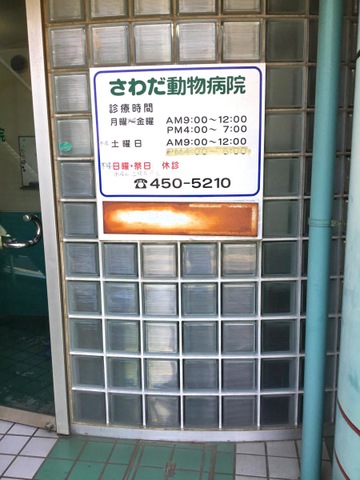 さわだ動物病院
診療時間
月曜〜金曜 AM9:00〜12:00
PM4:00〜 7:00
土曜日 AM9:00〜12:00
日曜・祭日 休診
☎450-5210